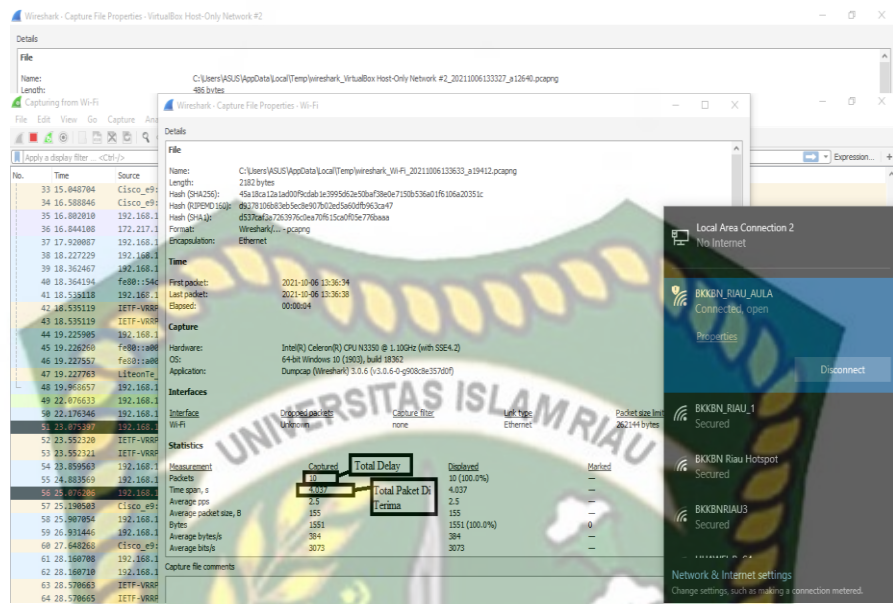 Wireshark - Capture File Properties - VirtualBox Host-Only Network #2
Details
File
Name: C:\Users\ASUS\AppData\Local\Temp\wireshark_VirtualBox Host-Only Network #2_20211006133327_a12640.pcapng
Length: 486 bytes
Capturing from Wi-Fi
File Edit View Go Capture
Apply a display filter ... <Ctrl-/>
Expression... +
No. Time Source
33 15.048704 Cisco_e9:
34 16.588846 Cisco_e9:
35 16.802010 192.168.1
36 16.844108 172.217.1
37 17.920087 192.168.1
38 18.227229 192.168.1
39 18.362467 192.168.1
40 18.364194 fe80::54c
41 18.535118 192.168.1
42 18.535119 IETF-VRRP
43 18.535119 IETF-VRRP
44 19.225905 192.168.1
45 19.226260 fe80::a00
46 19.227557 fe80::a00
47 19.227763 LiteonTe_
48 19.968657 192.168.1
49 22.076633 192.168.1
50 22.176346 192.168.1
51 23.075397 192.168.1
52 23.552320 IETF-VRRP
53 23.552321 IETF-VRRP
54 23.859563 192.168.1
55 24.883569 192.168.1
56 25.076206 192.168.1
57 25.190503 Cisco_e9:
58 25.907054 192.168.1
59 26.931446 192.168.1
60 27.648268 Cisco_e9:
61 28.160708 192.168.1
62 28.160710 192.168.1
63 28.570663 IETF-VRRP
64 28.570665 IETF-VRRP
Wireshark - Capture File Properties - Wi-Fi
Details
File
Name: C:\Users\ASUS\AppData\Local\Temp\wireshark_Wi-Fi_20211006133633_a19412.pcapng
Length: 2182 bytes
Hash (SHA256): 45a18ca12a1ad00f9cdab1e3995d62e50baf38e0e7150b536a01f6106a20351c
Hash (RIPEMD160): d9378106b83eb5ec8e907b02ed5a60dfb963ca47
Hash (SHA1): d537caf3a7263976c0ea70f615ca0f05e776baaa
Format: Wireshark/... - pcapng
Encapsulation: Ethernet
Time
First packet: 2021-10-06 13:36:34
Last packet: 2021-10-06 13:36:38
Elapsed: 00:00:04
Capture
Hardware: Intel(R) Celeron(R) CPU N3350 @ 1.10GHz (with SSE4.2)
OS: 64-bit Windows 10 (1903), build 18362
Application: Dumpcap (Wireshark) 3.0.6 (v3.0.6-0-g908c8e357d0f)
Interfaces
Interface Dropped packets Capture filter Link type Packet size limit
Wi-Fi Unknown none Ethernet 262144 bytes
UNIVERSITAS ISLAM RIAU
Statistics
Measurement Captured Displayed Marked
Packets 10 10 (100.0%) —
Time span, s 4.037 4.037 —
Average pps 2.5 2.5 —
Average packet size, B 155 155 —
Bytes 1551 1551 (100.0%) 0
Average bytes/s 384 384 —
Average bits/s 3073 3073 —
Total Delay
Total Paket Di
Terima
Capture file comments
Local Area Connection 2
No Internet
BKKBN_RIAU_AULA
Connected, open
Properties
Disconnect
BKKBN_RIAU_1
Secured
BKKBN Riau Hotspot
Secured
BKKBNRIAU3
Secured
Network & Internet settings
Change settings, such as making a connection metered.